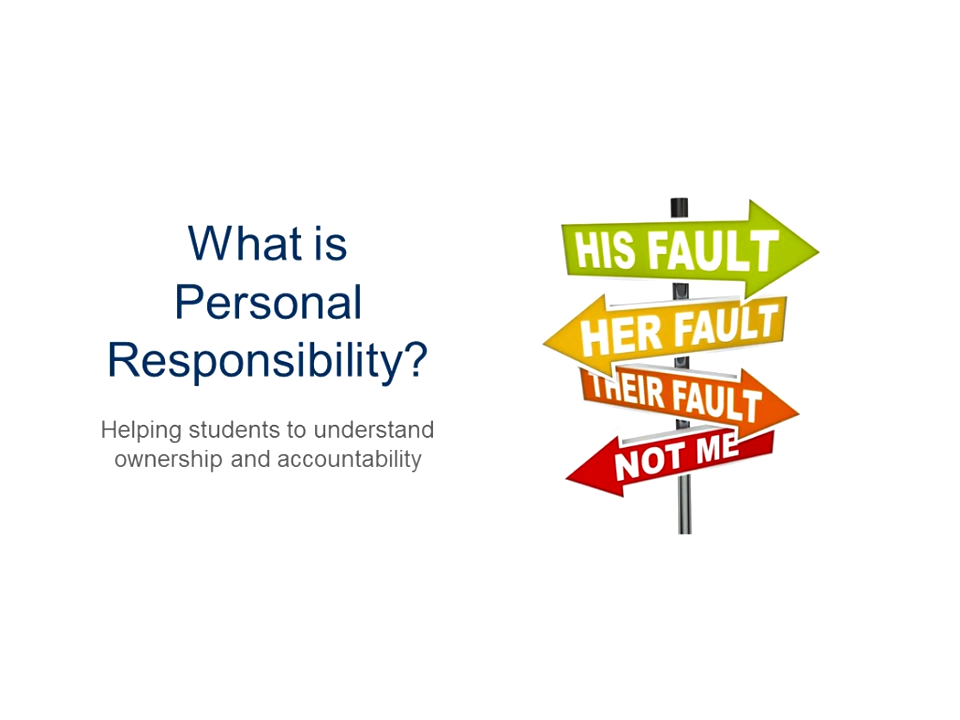 What is
Personal
Responsibility?
Helping students to understand
ownership and accountability
HIS FAULT
HER FAULT
THEIR FAULT
NOT ME